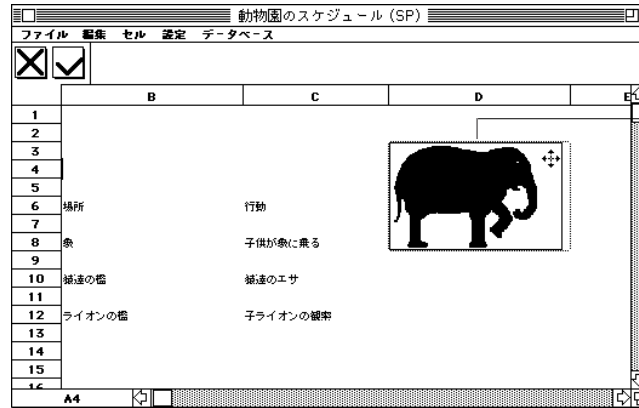 動物園のスケジュール (SP)
ファイル 編集 セル 設定 データベース
B C D E
1
2
3
4
5
6 場所 行動
7
8 象 子供が象に乗る
9
10 猿達の檻 猿達のエサ
11
12 ライオンの檻 子ライオンの観察
13
14
15
16
A4